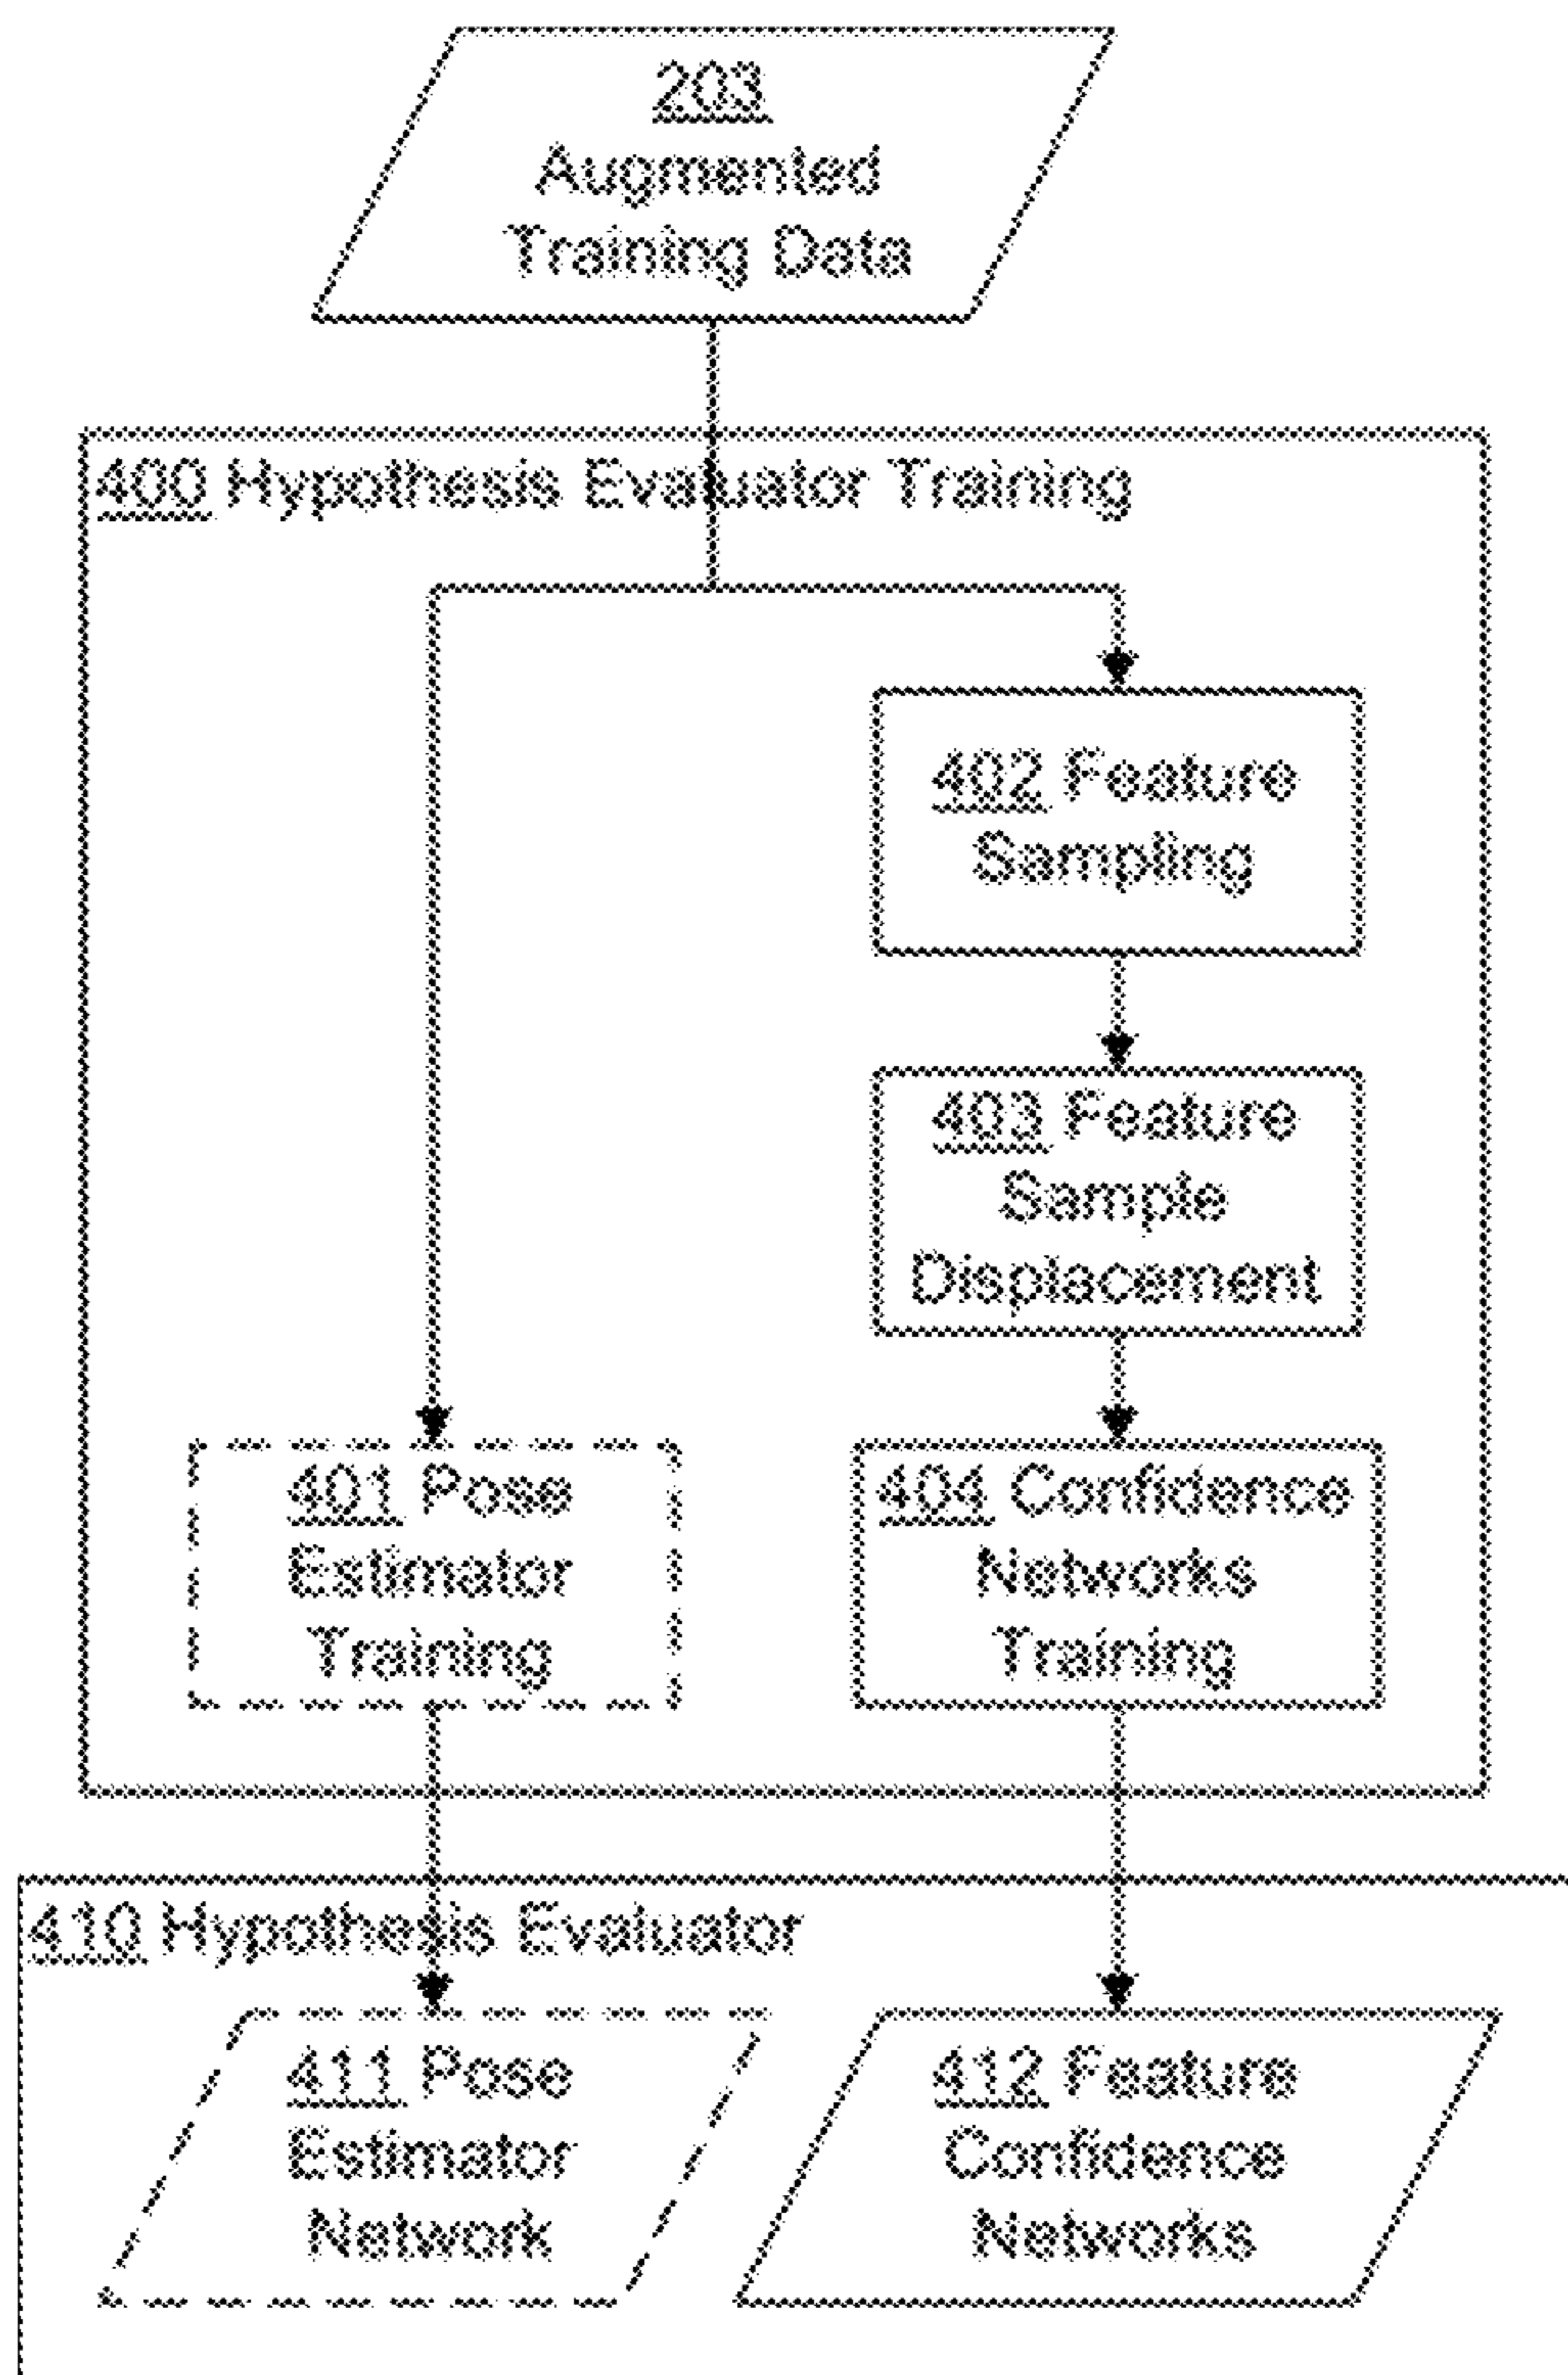 203
Augmented
Training Data
400 Hypothesis Evaluator Training
402 Feature
Sampling
403 Feature
Sample
Displacement
401 Pose
Estimator
Training
404 Confidence
Networks
Training
410 Hypothesis Evaluator
411 Pose
Estimator
Network
412 Feature
Confidence
Networks